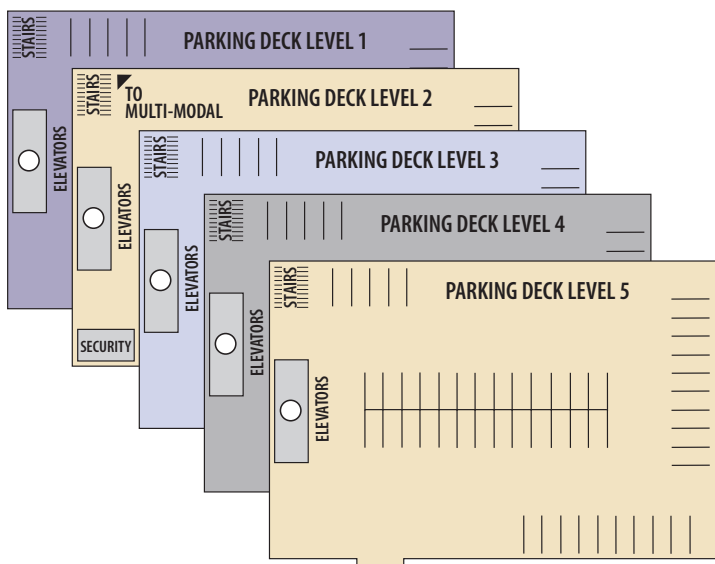 STAIRS
PARKING DECK LEVEL 1
ELEVATORS
STAIRS
TO
MULTI-MODAL
PARKING DECK LEVEL 2
ELEVATORS
SECURITY
STAIRS
PARKING DECK LEVEL 3
ELEVATORS
STAIRS
PARKING DECK LEVEL 4
ELEVATORS
STAIRS
PARKING DECK LEVEL 5
ELEVATORS